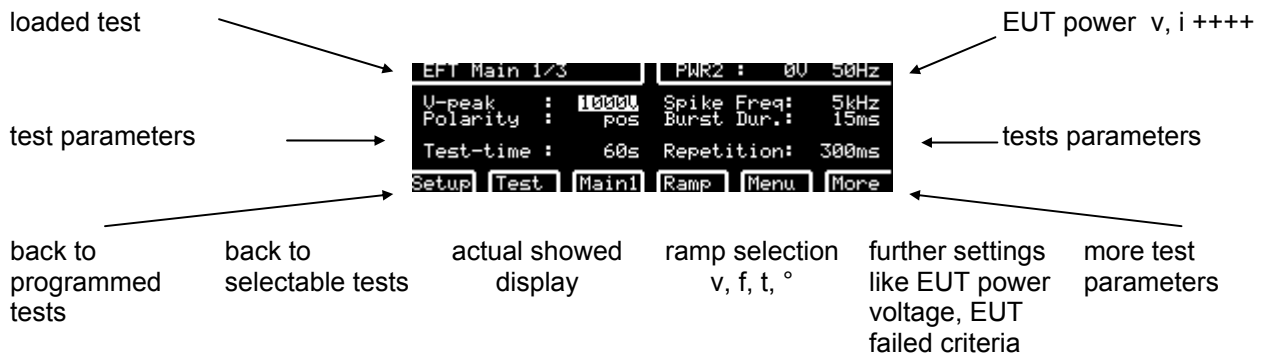 loaded test
EUT power v, i ++++
EFT Main 1/3 PWR2 : 0V 50Hz
V-peak : 1000V Spike Freq: 5kHz
Polarity : pos Burst Dur.: 15ms
test parameters
tests parameters
Test-time : 60s Repetition: 300ms
Setup Test Main1 Ramp Menu More
back to
programmed
tests
back to
selectable tests
actual showed
display
ramp selection
v, f, t, °
further settings
like EUT power
voltage, EUT
failed criteria
more test
parameters